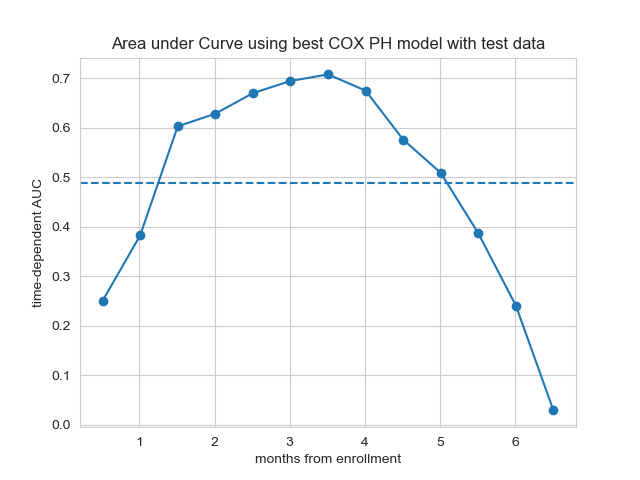 Area under Curve using best COX PH model with test data
time-dependent AUC
0.7
0.6
0.5
0.4
0.3
0.2
0.1
0.0
1 2 3 4 5 6
months from enrollment